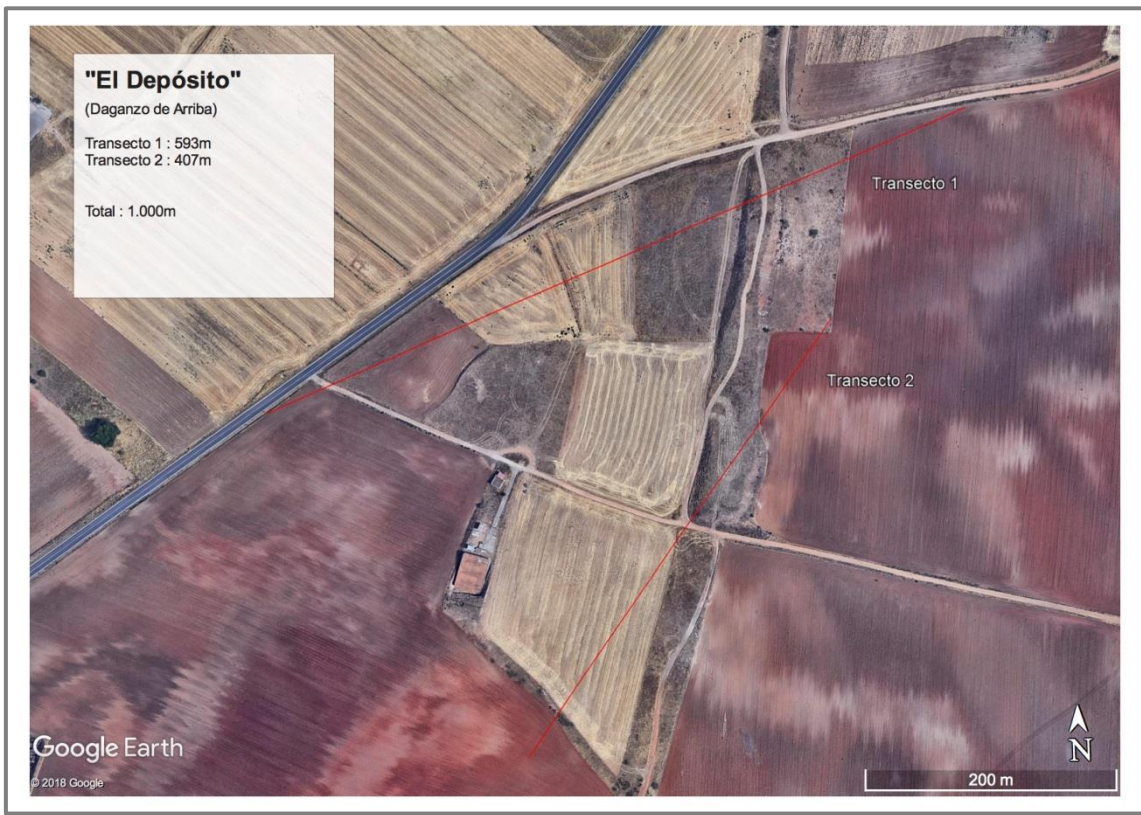 "El Depósito"
(Daganzo de Arriba)
Transecto 1 : 593m
Transecto 2 : 407m
Total : 1.000m
Transecto 1
Transecto 2
Google Earth
© 2018 Google
N
200 m